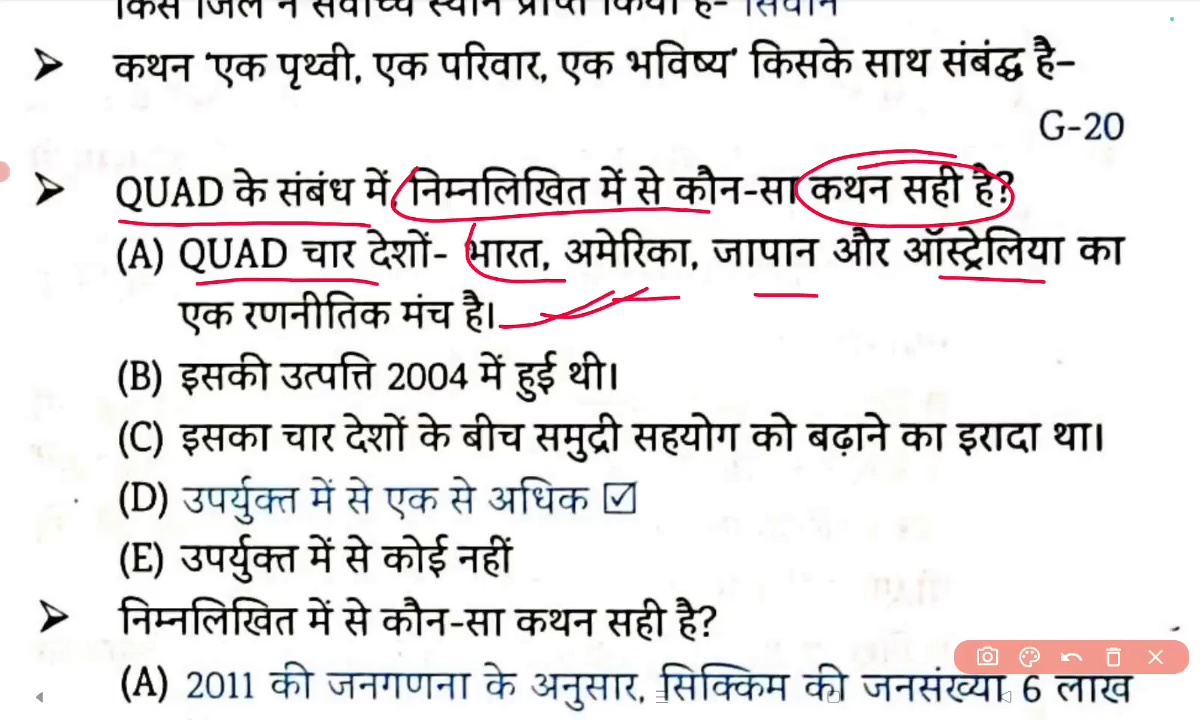 किस जिले ने सर्वोच्च स्थान प्राप्त किया है- सिवान
➤ कथन 'एक पृथ्वी, एक परिवार, एक भविष्य' किसके साथ संबंद्ध है-
G-20
➤ QUAD के संबंध में, निम्नलिखित में से कौन-सा कथन सही है?
(A) QUAD चार देशों- भारत, अमेरिका, जापान और ऑस्ट्रेलिया का
एक रणनीतिक मंच है।
(B) इसकी उत्पत्ति 2004 में हुई थी।
(C) इसका चार देशों के बीच समुद्री सहयोग को बढ़ाने का इरादा था।
(D) उपर्युक्त में से एक से अधिक ☑
(E) उपर्युक्त में से कोई नहीं
➤ निम्नलिखित में से कौन-सा कथन सही है?
(A) 2011 की जनगणना के अनुसार, सिक्किम की जनसंख्या 6 लाख